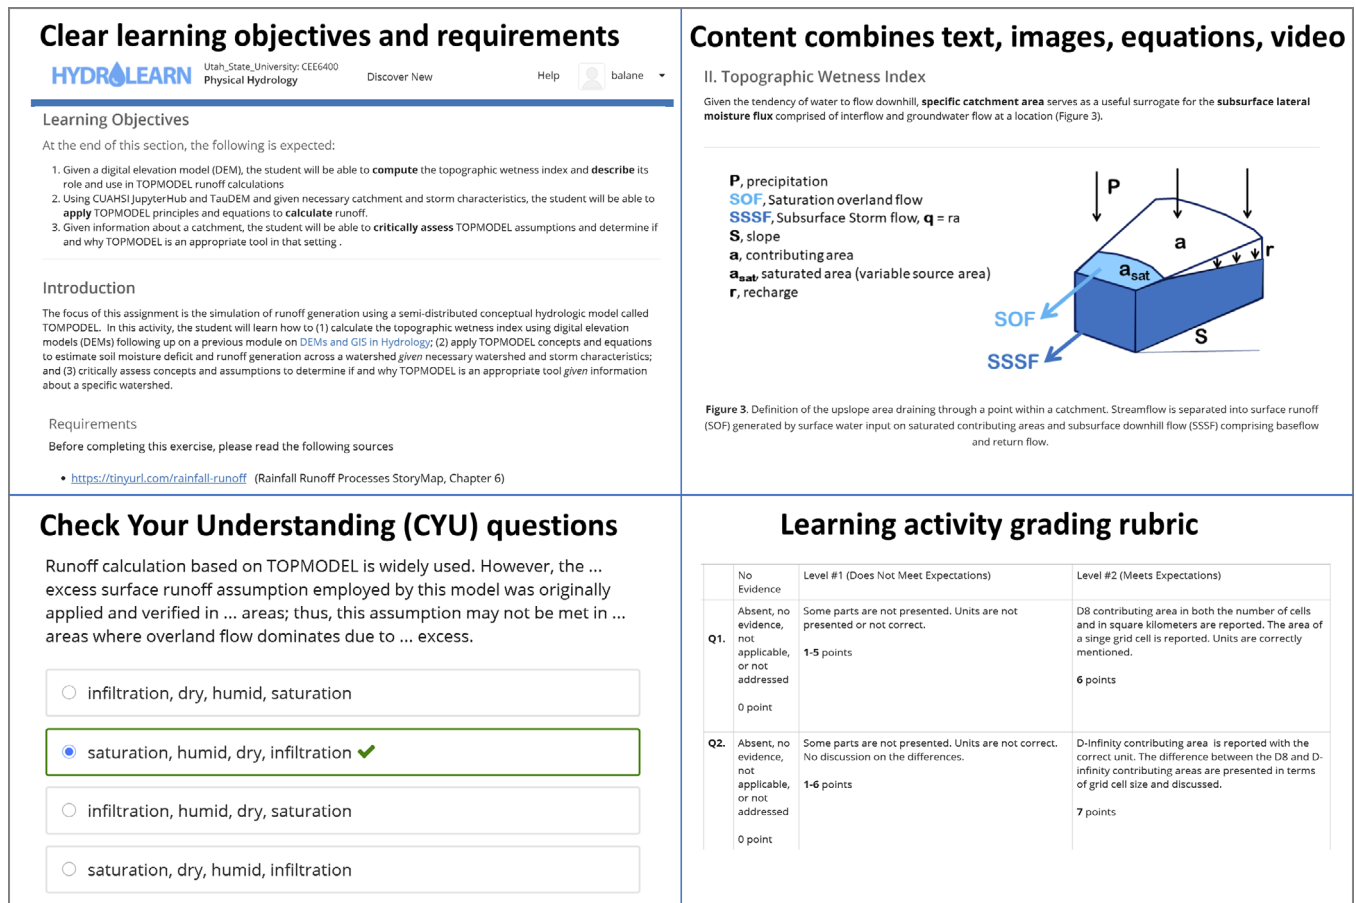 Clear learning objectives and requirements
HYDROLEARN
Utah_State_University: CEE6400
Physical Hydrology
Discover New
Help
balane
Learning Objectives
At the end of this section, the following is expected:
1. Given a digital elevation model (DEM), the student will be able to compute the topographic wetness index and describe its
role and use in TOPMODEL runoff calculations
2. Using CUAHSI JupyterHub and TauDEM and given necessary catchment and storm characteristics, the student will be able to
apply TOPMODEL principles and equations to calculate runoff.
3. Given information about a catchment, the student will be able to critically assess TOPMODEL assumptions and determine if
and why TOPMODEL is an appropriate tool in that setting .
Introduction
The focus of this assignment is the simulation of runoff generation using a semi-distributed conceptual hydrologic model called
TOMPODEL. In this activity, the student will learn how to (1) calculate the topographic wetness index using digital elevation
models (DEMs) following up on a previous module on DEMs and GIS in Hydrology; (2) apply TOPMODEL concepts and equations
to estimate soil moisture deficit and runoff generation across a watershed given necessary watershed and storm characteristics;
and (3) critically assess concepts and assumptions to determine if and why TOPMODEL is an appropriate tool given information
about a specific watershed.
Requirements
Before completing this exercise, please read the following sources
• https://tinyurl.com/rainfall-runoff (Rainfall Runoff Processes StoryMap, Chapter 6)
Content combines text, images, equations, video
II. Topographic Wetness Index
Given the tendency of water to flow downhill, specific catchment area serves as a useful surrogate for the subsurface lateral
moisture flux comprised of interflow and groundwater flow at a location (Figure 3).
P, precipitation
SOF, Saturation overland flow
SSSF, Subsurface Storm flow, q = ra
S, slope
a, contributing area
asat, saturated area (variable source area)
r, recharge
P
a
r
asat
SOF
S
SSSF
Figure 3. Definition of the upslope area draining through a point within a catchment. Streamflow is separated into surface runoff
(SOF) generated by surface water input on saturated contributing areas and subsurface downhill flow (SSSF) comprising baseflow
and return flow.
Check Your Understanding (CYU) questions
Runoff calculation based on TOPMODEL is widely used. However, the ...
excess surface runoff assumption employed by this model was originally
applied and verified in ... areas; thus, this assumption may not be met in ...
areas where overland flow dominates due to ... excess.
infiltration, dry, humid, saturation
saturation, humid, dry, infiltration
infiltration, humid, dry, saturation
saturation, dry, humid, infiltration
Learning activity grading rubric
No
Evidence
Level #1 (Does Not Meet Expectations)
Level #2 (Meets Expectations)
Q1.
Absent, no
evidence,
not
applicable,
or not
addressed
0 point
Some parts are not presented. Units are not
presented or not correct.
1-5 points
D8 contributing area in both the number of cells
and in square kilometers are reported. The area of
a singe grid cell is reported. Units are correctly
mentioned.
6 points
Q2.
Absent, no
evidence,
not
applicable,
or not
addressed
0 point
Some parts are not presented. Units are not correct.
No discussion on the differences.
1-6 points
D-Infinity contributing area is reported with the
correct unit. The difference between the D8 and D-
infinity contributing areas are presented in terms
of grid cell size and discussed.
7 points